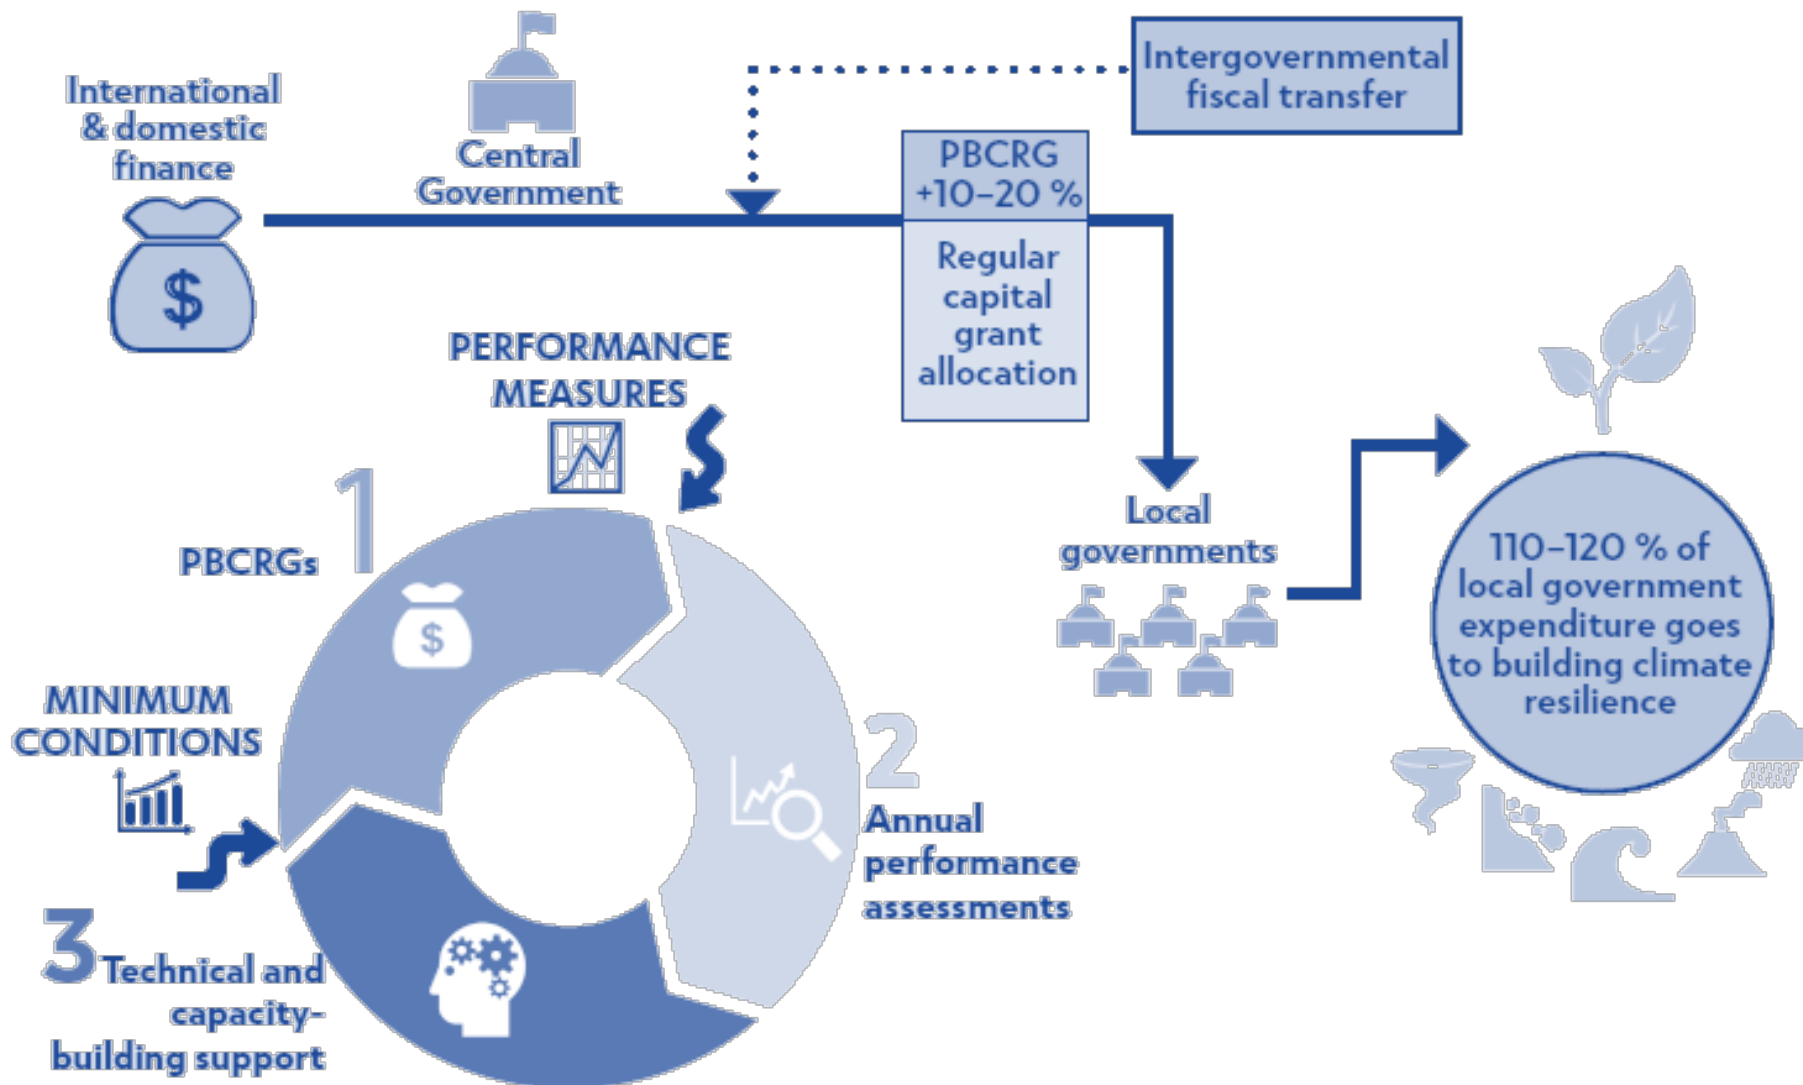 International
& domestic
finance
$
Central
Government
Intergovernmental
fiscal transfer
PBCRG
+10–20 %
Regular
capital
grant
allocation
Local
governments
110–120 % of
local government
expenditure goes
to building climate
resilience
PERFORMANCE
MEASURES
1
PBCRGs
$
MINIMUM
CONDITIONS
2
Annual
performance
assessments
3 Technical and
capacity-
building support